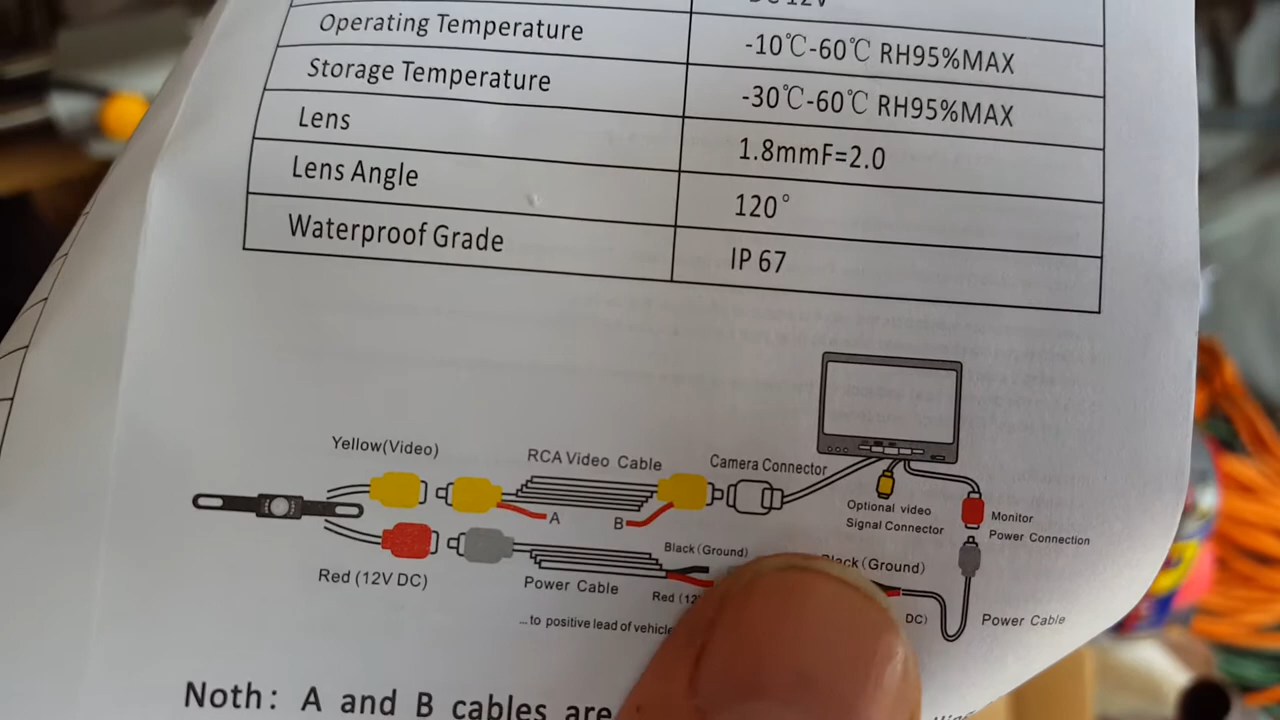 DC 12V
Operating Temperature -10℃-60℃ RH95%MAX
Storage Temperature -30℃-60℃ RH95%MAX
Lens 1.8mmF=2.0
Lens Angle 120°
Waterproof Grade IP 67
Yellow(Video)
RCA Video Cable
Camera Connector
A
B
Optional video
Signal Connector
Monitor
Power Connection
Black(Ground)
Black(Ground)
Red (12V DC)
Power Cable
Red (12
DC)
Power Cable
...to positive lead of vehicle
Noth: A and B cables are